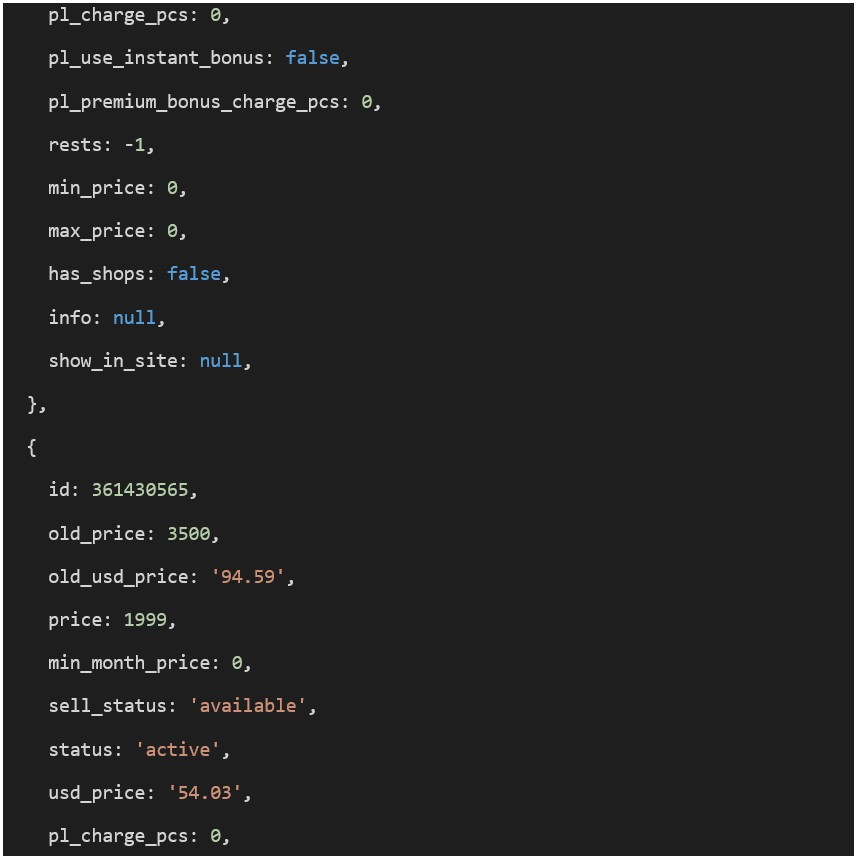 pl_charge_pcs: 0,
pl_use_instant_bonus: false,
pl_premium_bonus_charge_pcs: 0,
rests: -1,
min_price: 0,
max_price: 0,
has_shops: false,
info: null,
show_in_site: null,
},
{
id: 361430565,
old_price: 3500,
old_usd_price: '94.59',
price: 1999,
min_month_price: 0,
sell_status: 'available',
status: 'active',
usd_price: '54.03',
pl_charge_pcs: 0,